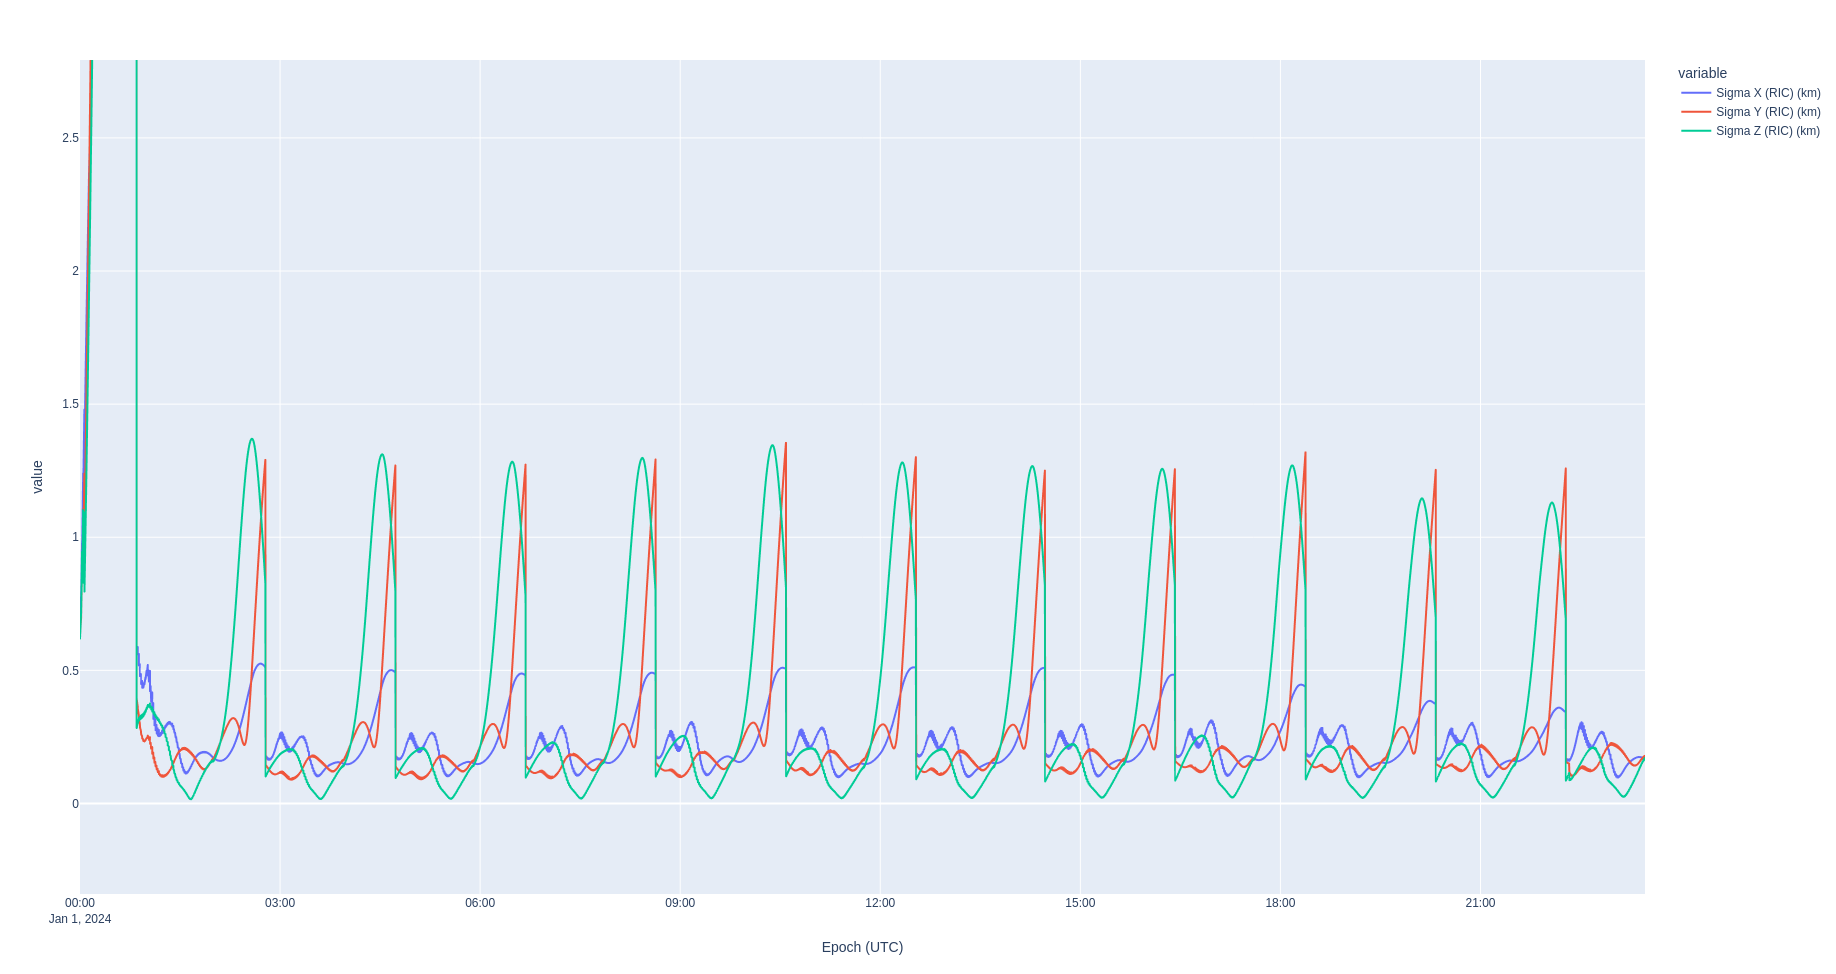 variable
Sigma X (RIC) (km)
Sigma Y (RIC) (km)
Sigma Z (RIC) (km)
2.5
2
1.5
1
0.5
0
value
00:00
Jan 1, 2024
03:00
06:00
09:00
12:00
15:00
18:00
21:00
Epoch (UTC)